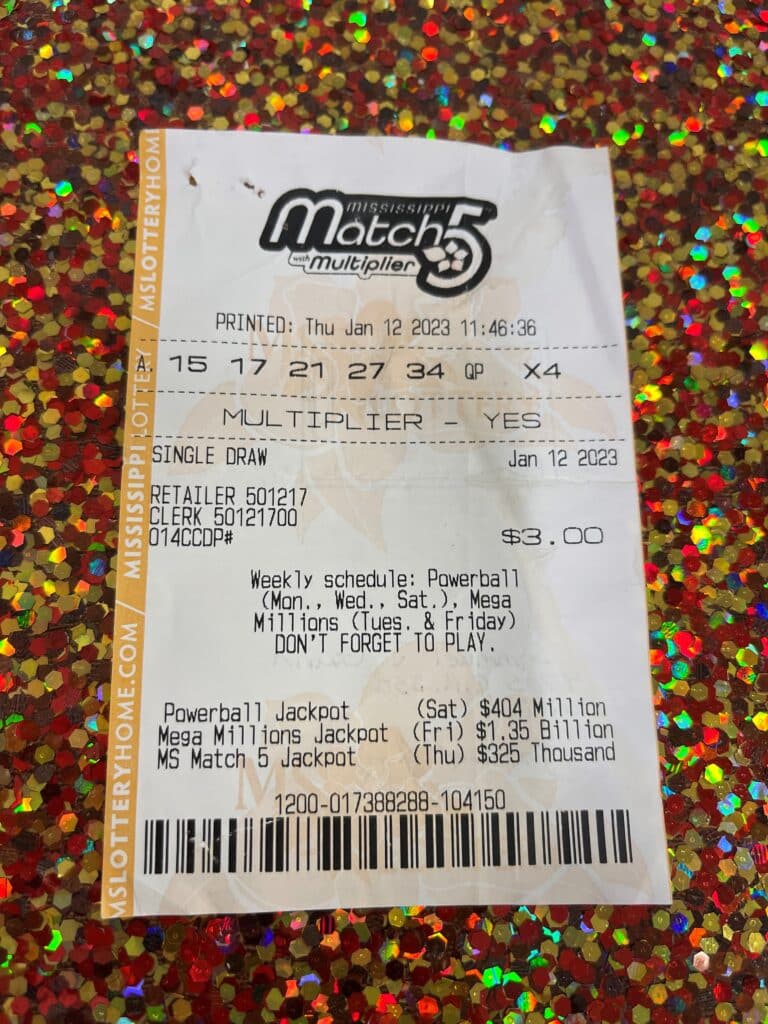 MISSISSIPPI
Match 5
with Multiplier
PRINTED: Thu Jan 12 2023 11:46:36
A. 15 17 21 27 34 QP X4
MULTIPLIER - YES
SINGLE DRAW Jan 12 2023
RETAILER 501217
CLERK 50121700
014CCDP# $3.00
Weekly schedule: Powerball
(Mon., Wed., Sat.), Mega
Millions (Tues. & Friday)
DON'T FORGET TO PLAY.
Powerball Jackpot (Sat) $404 Million
Mega Millions Jackpot (Fri) $1.35 Billion
MS Match 5 Jackpot (Thu) $325 Thousand
1200-017388288-104150
MSLOTTERYHOME.COM / MISSISSIPPI LOTTERY / MSLOTTERYHOME